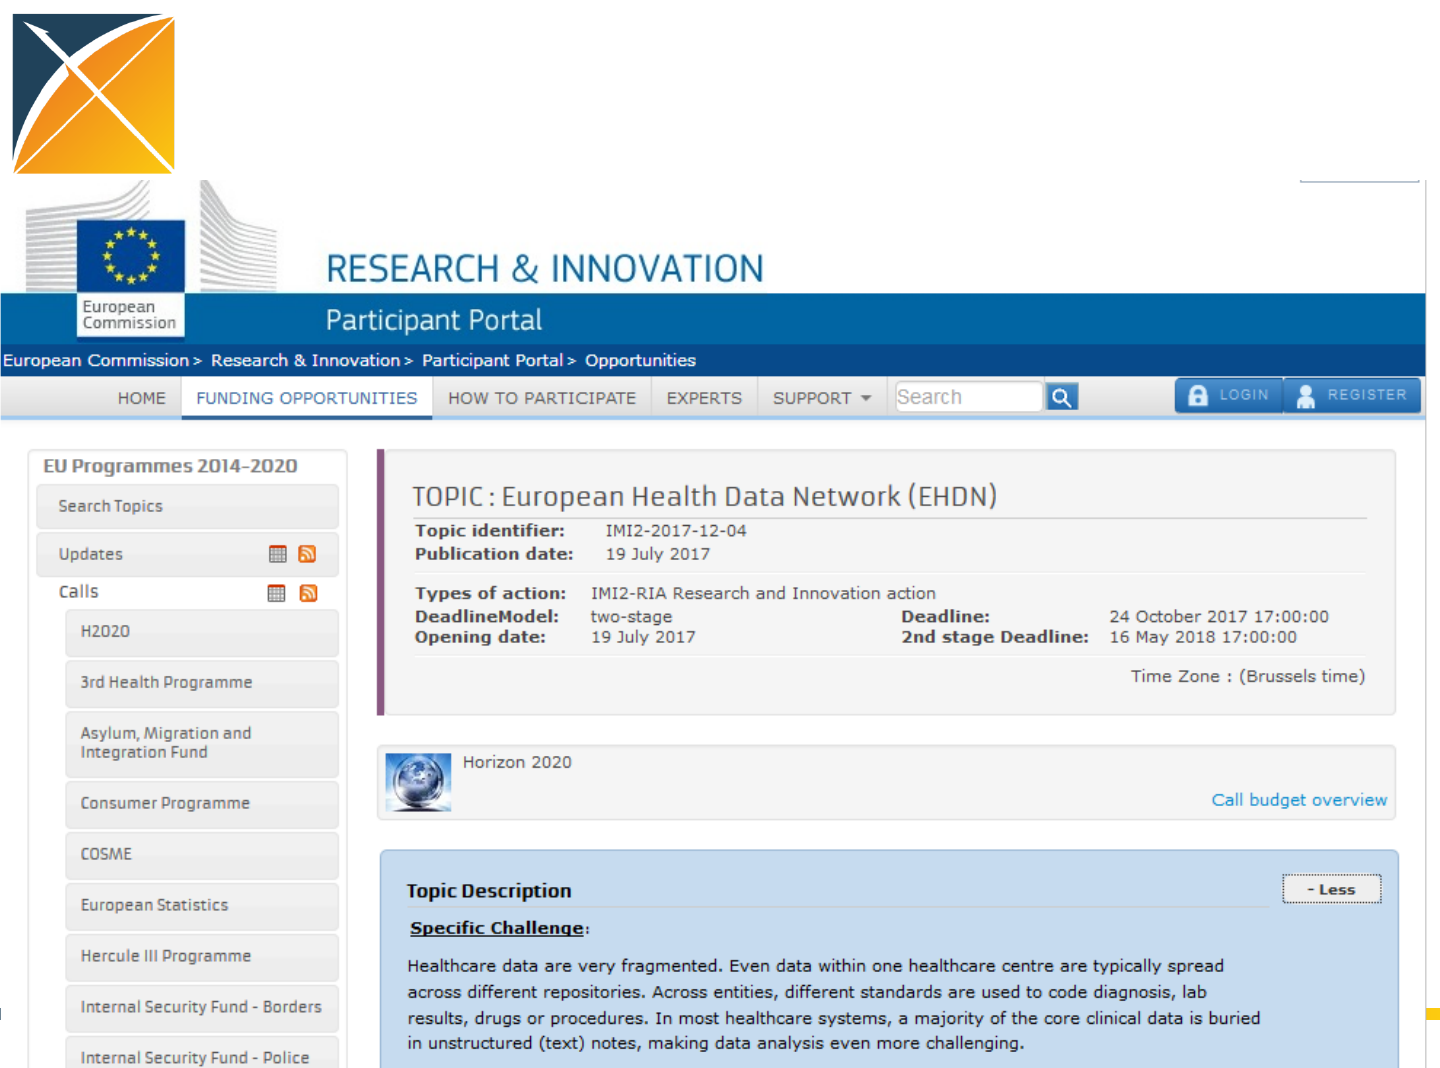 RESEARCH & INNOVATION
European
Commission
Participant Portal
European Commission > Research & Innovation > Participant Portal > Opportunities
HOME FUNDING OPPORTUNITIES HOW TO PARTICIPATE EXPERTS SUPPORT Search LOGIN REGISTER
EU Programmes 2014-2020
Search Topics
Updates
Calls
H2020
3rd Health Programme
Asylum, Migration and
Integration Fund
Consumer Programme
COSME
European Statistics
Hercule III Programme
Internal Security Fund - Borders
Internal Security Fund - Police
TOPIC : European Health Data Network (EHDN)
Topic identifier: IMI2-2017-12-04
Publication date: 19 July 2017
Types of action: IMI2-RIA Research and Innovation action
DeadlineModel: two-stage Deadline: 24 October 2017 17:00:00
Opening date: 19 July 2017 2nd stage Deadline: 16 May 2018 17:00:00
Time Zone : (Brussels time)
Horizon 2020
Call budget overview
Topic Description
- Less
Specific Challenge:
Healthcare data are very fragmented. Even data within one healthcare centre are typically spread
across different repositories. Across entities, different standards are used to code diagnosis, lab
results, drugs or procedures. In most healthcare systems, a majority of the core clinical data is buried
in unstructured (text) notes, making data analysis even more challenging.